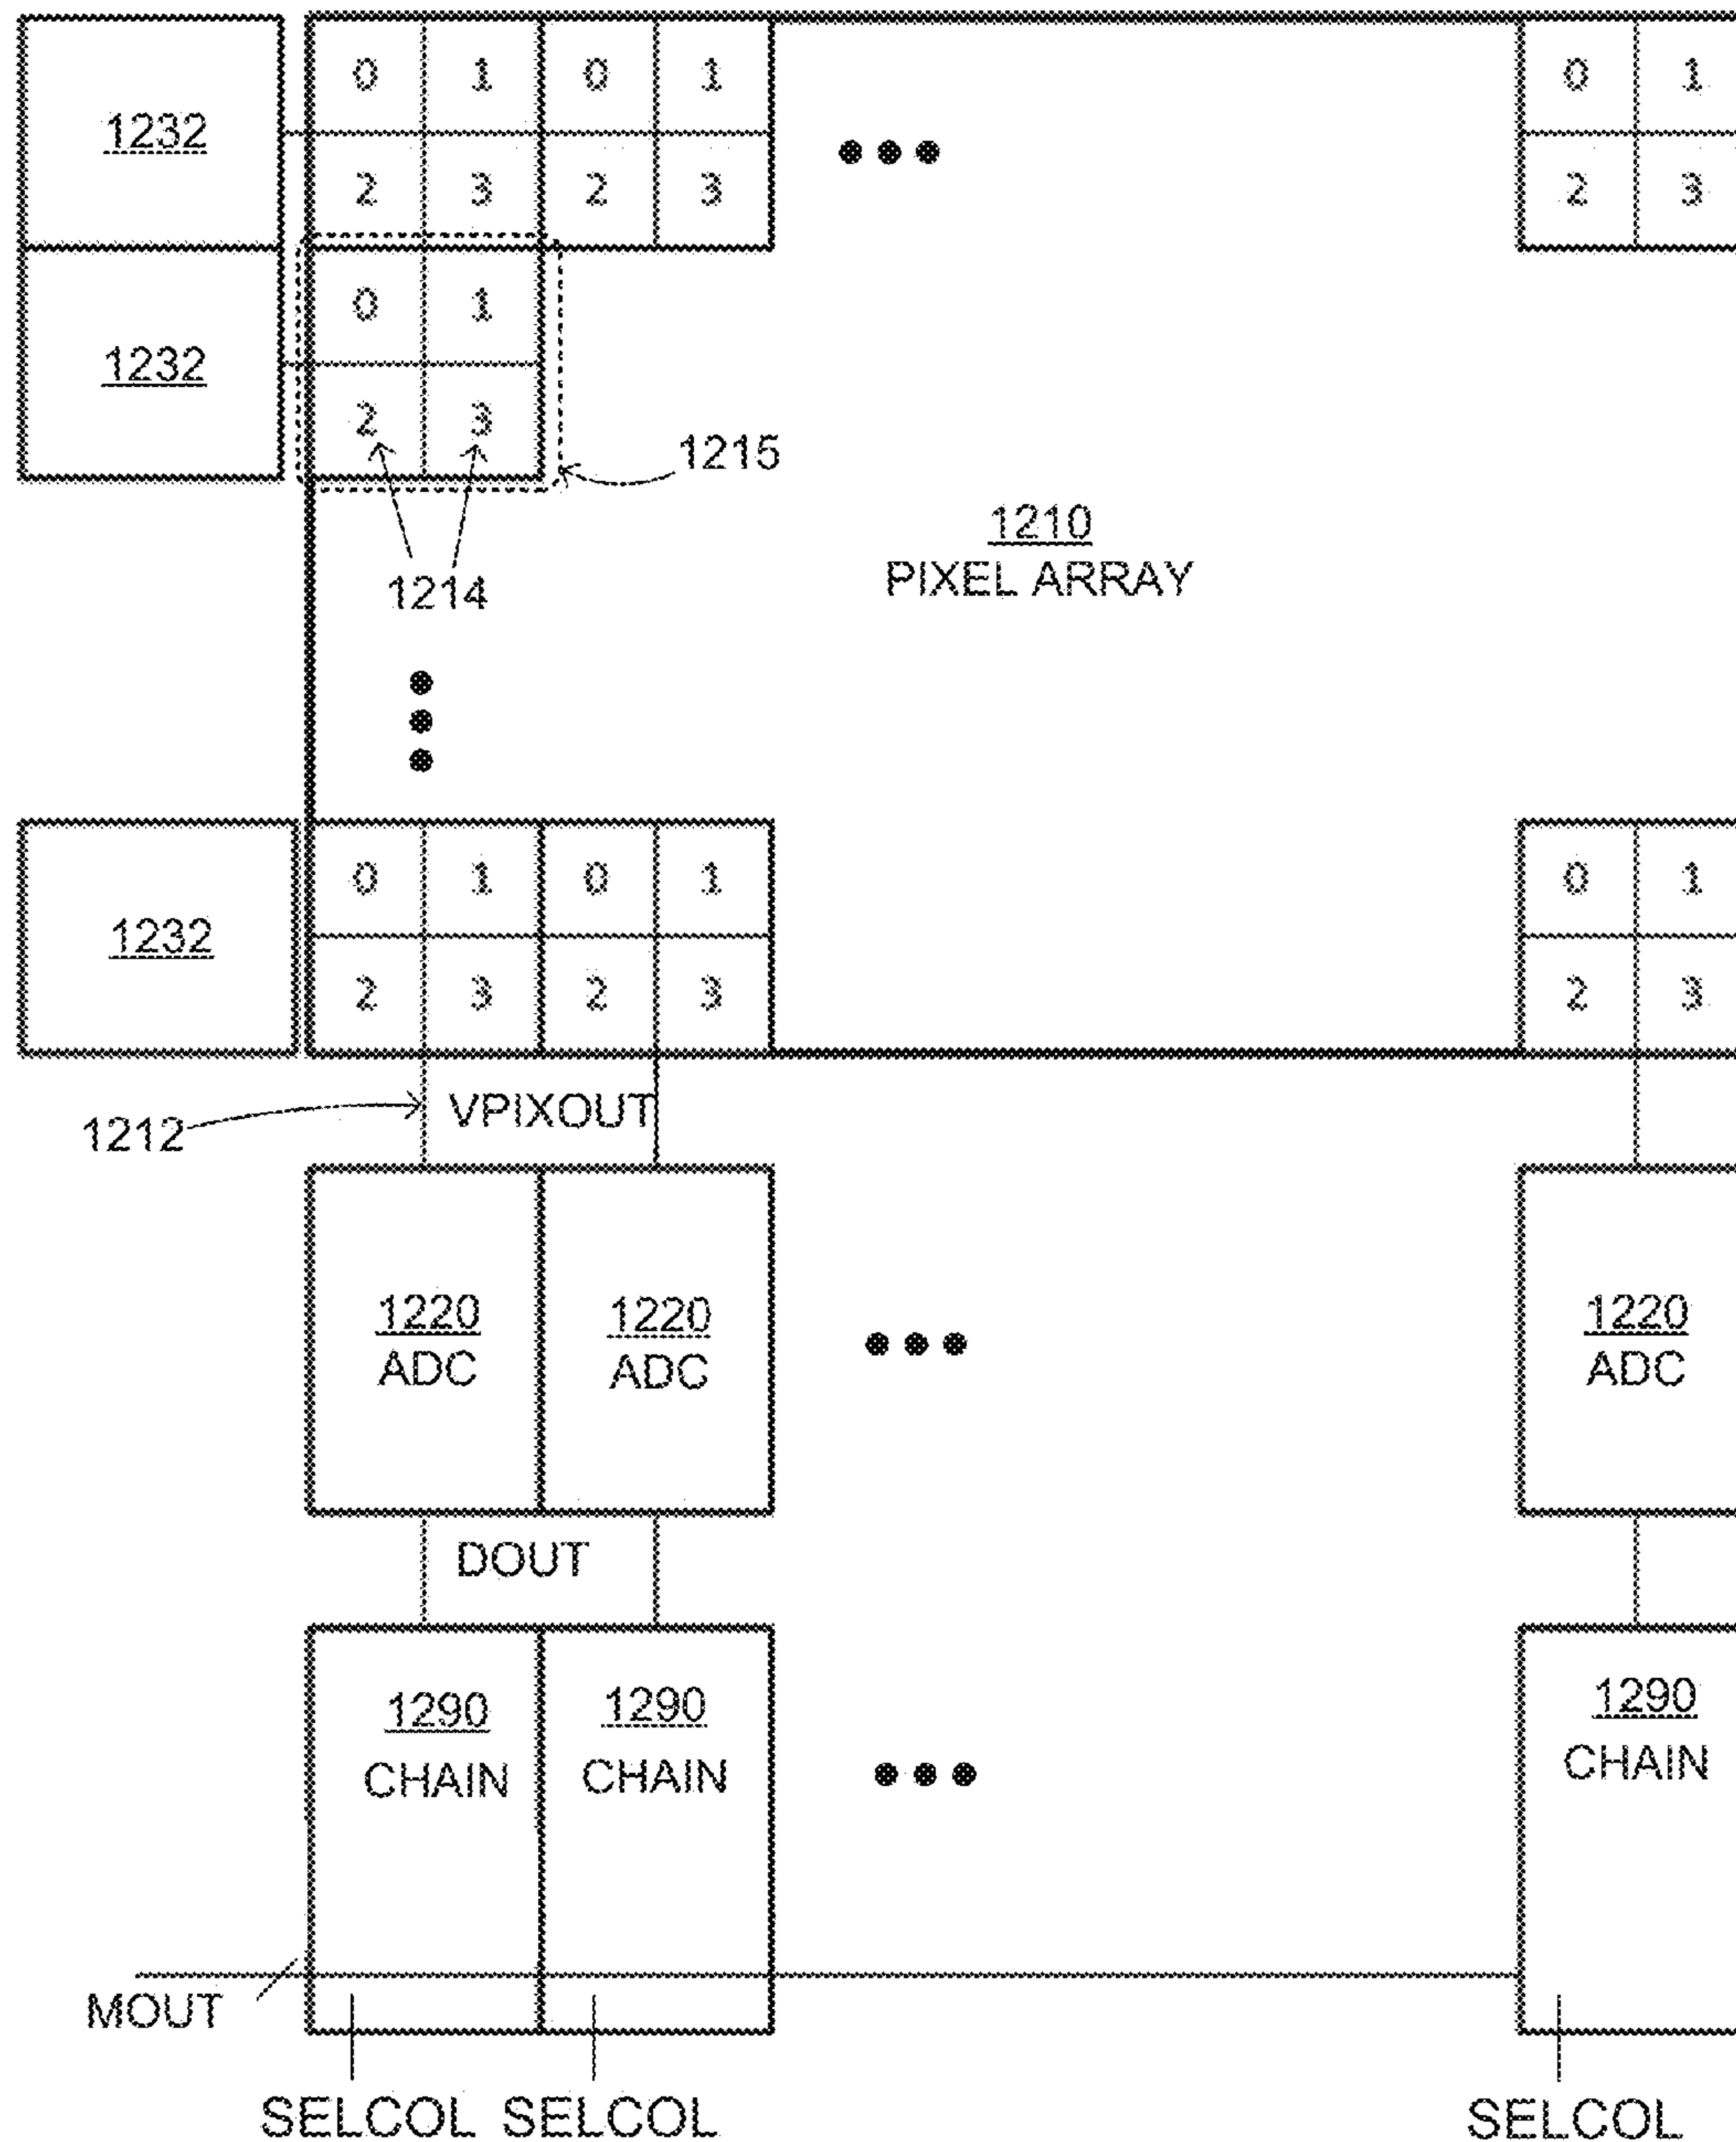 0 1 0 1 0 1
1232
2 3 2 3 2 3
0 1
1232
2 3
1215
1210
PIXEL ARRAY
1214
0 1 0 1 0 1
1232
2 3 2 3 2 3
VPIXOUT
1212
1220 1220 1220
ADC ADC ADC
DOUT
1290 1290 1290
CHAIN CHAIN CHAIN
MOUT
SELCOL SELCOL SELCOL